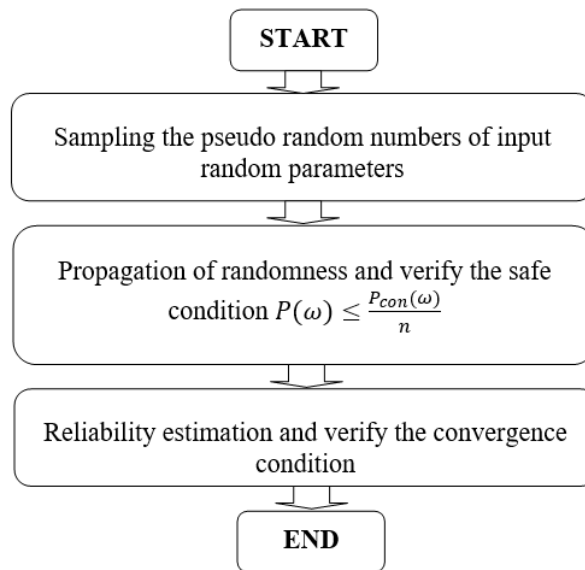 START
Sampling the pseudo random numbers of input
random parameters
Propagation of randomness and verify the safe
condition P(ω) ≤ P_con(ω)/n
Reliability estimation and verify the convergence
condition
END